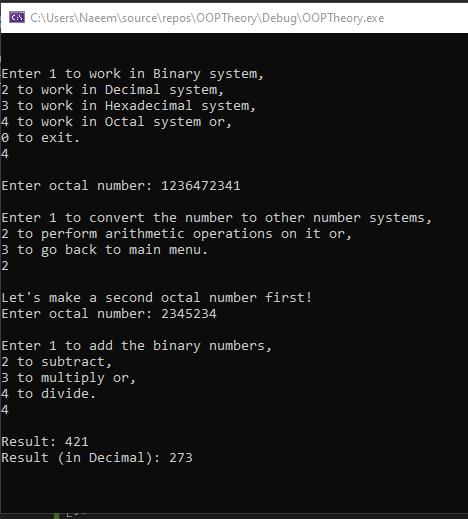 C:\Users\Naeem\source\repos\OOPTheory\Debug\OOPTheory.exe
Enter 1 to work in Binary system,
2 to work in Decimal system,
3 to work in Hexadecimal system,
4 to work in Octal system or,
0 to exit.
4
Enter octal number: 1236472341
Enter 1 to convert the number to other number systems,
2 to perform arithmetic operations on it or,
3 to go back to main menu.
2
Let's make a second octal number first!
Enter octal number: 2345234
Enter 1 to add the binary numbers,
2 to subtract,
3 to multiply or,
4 to divide.
4
Result: 421
Result (in Decimal): 273